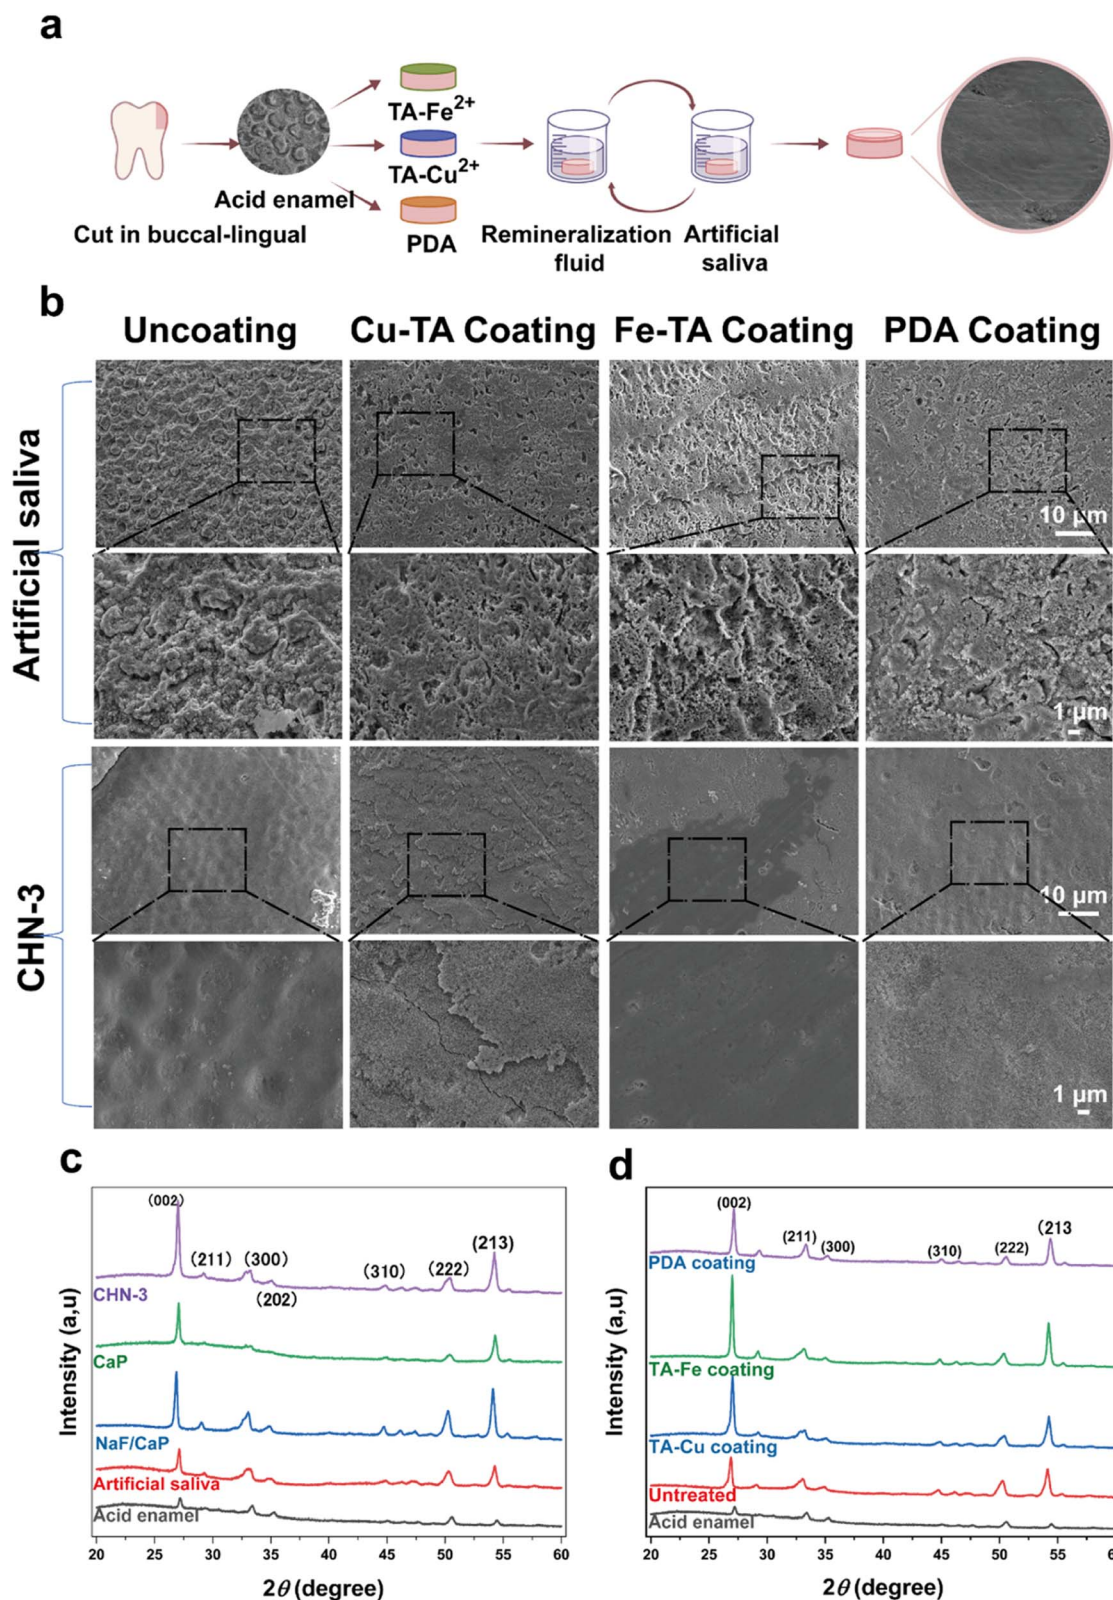 a
TA-Fe2+
TA-Cu2+
Acid enamel
PDA
Cut in buccal-lingual
Remineralization
fluid
Artificial
saliva
b
Uncoating
Cu-TA Coating
Fe-TA Coating
PDA Coating
Artificial saliva
10 µm
1 µm
CHN-3
10 µm
1 µm
c
Intensity (a,u)
(002)
(211)
(300)
(202)
(310)
(222)
(213)
CHN-3
CaP
NaF/CaP
Artificial saliva
Acid enamel
20 25 30 35 40 45 50 55 60
2θ (degree)
d
Intensity (a,u)
(002)
(211)
(300)
(310)
(222)
(213
PDA coating
TA-Fe coating
TA-Cu coating
Untreated
Acid enamel
20 25 30 35 40 45 50 55 6
2θ (degree)